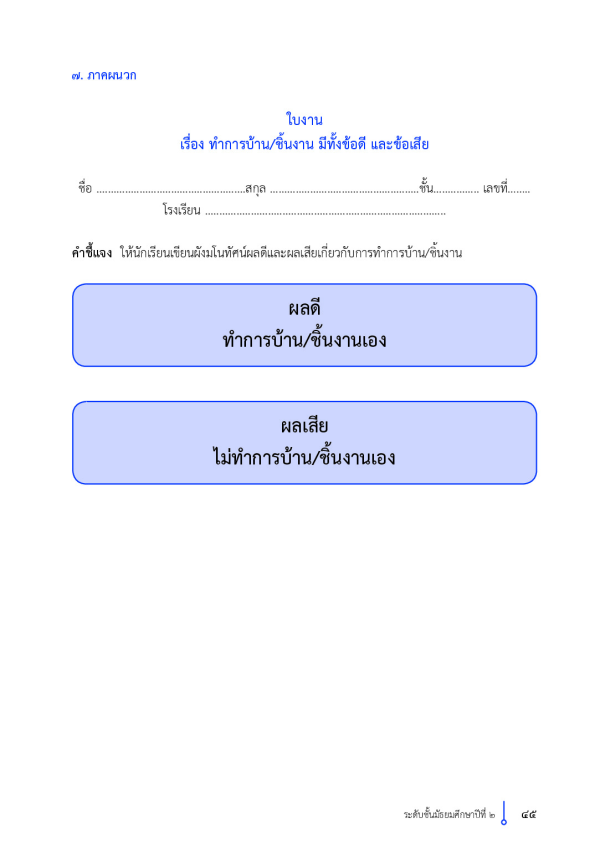 ๗. ภาคผนวก
ใบงาน
เรื่อง ทำการบ้าน/ชิ้นงาน มีทั้งข้อดี และข้อเสีย
ชื่อ ....................................................สกุล ....................................................ชั้น................ เลขที่........
โรงเรียน ....................................................................................
คำชี้แจง ให้นักเรียนเขียนผังมโนทัศน์ผลดีและผลเสียเกี่ยวกับการทำการบ้าน/ชิ้นงาน
ผลดี
ทำการบ้าน/ชิ้นงานเอง
ผลเสีย
ไม่ทำการบ้าน/ชิ้นงานเอง
ระดับชั้นมัธยมศึกษาปีที่ ๒ ๔๕